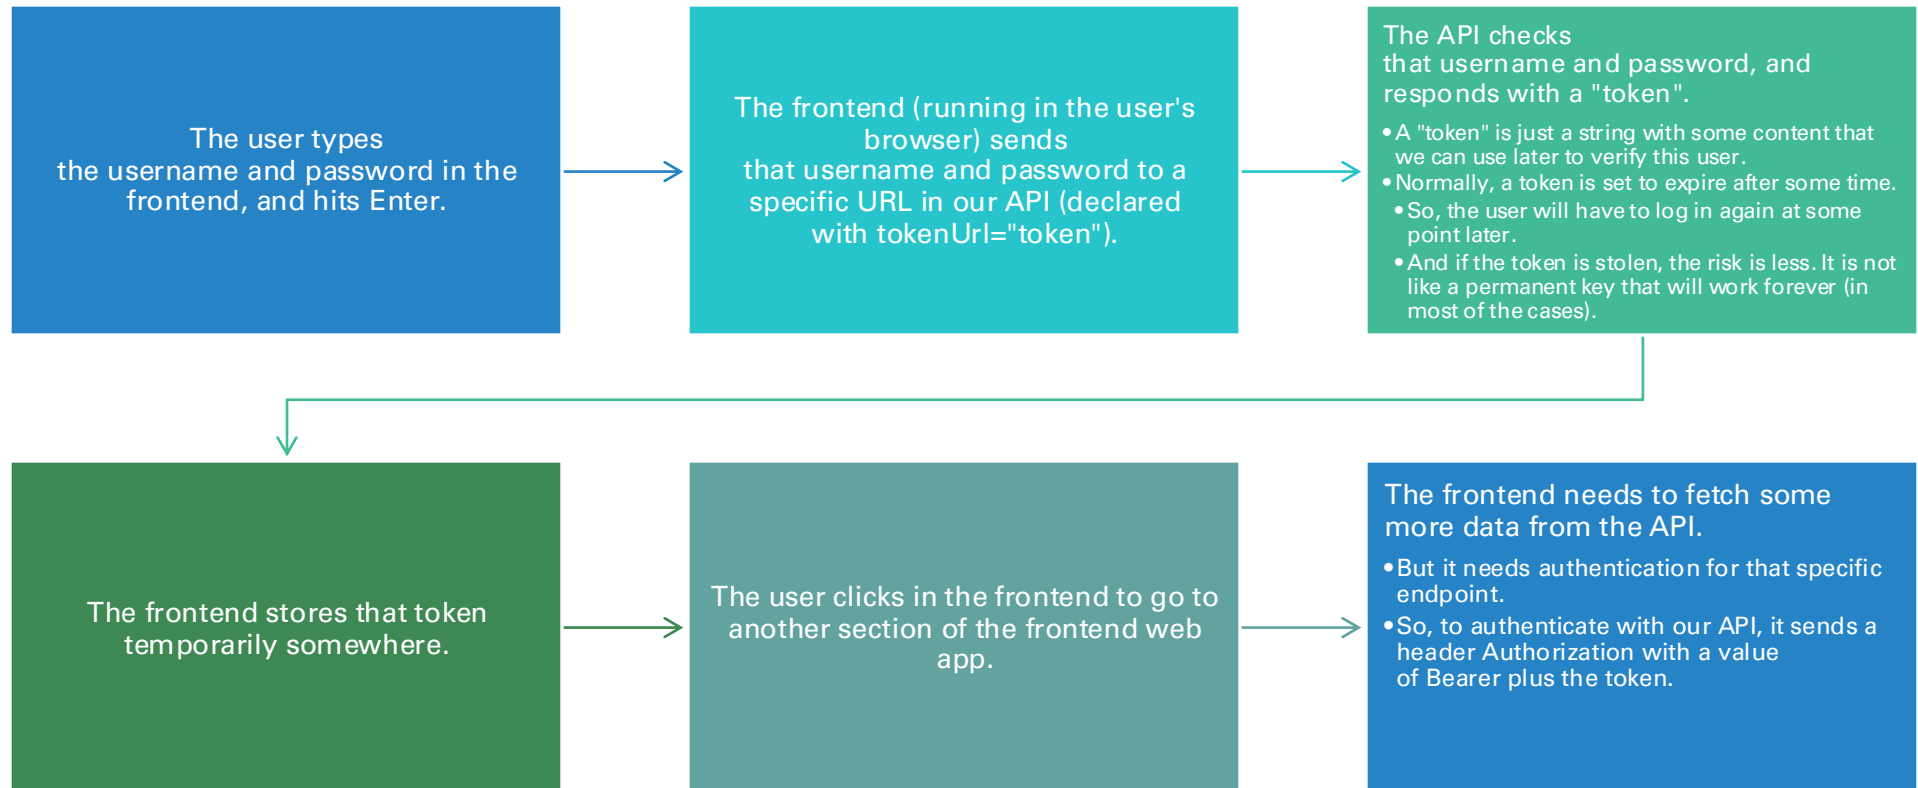 The user types
the username and password in the
frontend, and hits Enter.
The frontend (running in the user's
browser) sends
that username and password to a
specific URL in our API (declared
with tokenUrl="token").
The API checks
that username and password, and
responds with a "token".
•A "token" is just a string with some content that
we can use later to verify this user.
•Normally, a token is set to expire after some time.
•So, the user will have to log in again at some
point later.
•And if the token is stolen, the risk is less. It is not
like a permanent key that will work forever (in
most of the cases).
The frontend stores that token
temporarily somewhere.
The user clicks in the frontend to go to
another section of the frontend web
app.
The frontend needs to fetch some
more data from the API.
•But it needs authentication for that specific
endpoint.
•So, to authenticate with our API, it sends a
header Authorization with a value
of Bearer plus the token.